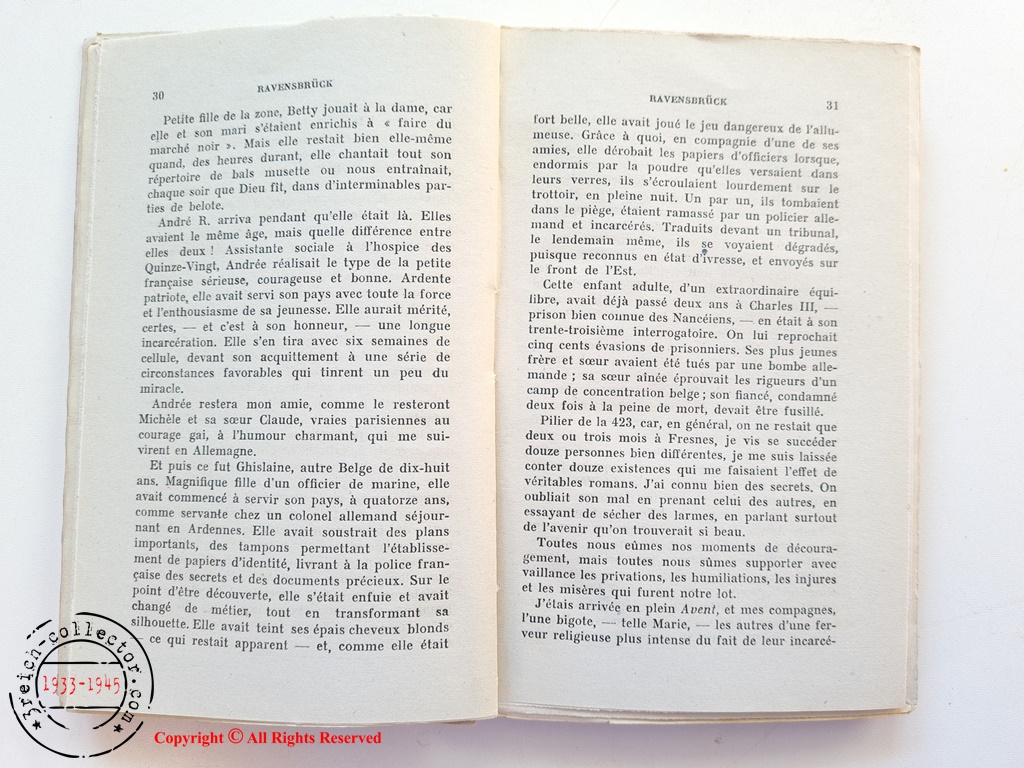 30
RAVENSBRÜCK
Petite fille de la zone, Betty jouait à la dame, car
elle et son mari s'étaient enrichis à « faire du
marché noir ». Mais elle restait bien elle-même
quand, des heures durant, elle chantait tout son
répertoire de bals musette ou nous entraînait,
chaque soir que Dieu fît, dans d'interminables par-
ties de belote.
André R. arriva pendant qu'elle était là. Elles
avaient le même âge, mais quelle différence entre
elles deux ! Assistante sociale à l'hospice des
Quinze-Vingt, Andrée réalisait le type de la petite
française sérieuse, courageuse et bonne. Ardente
patriote, elle avait servi son pays avec toute la force
et l'enthousiasme de sa jeunesse. Elle aurait mérité,
certes, — et c'est à son honneur, — une longue
incarcération. Elle s'en tira avec six semaines de
cellule, devant son acquittement à une série de
circonstances favorables qui tinrent un peu du
miracle.
Andrée restera mon amie, comme le resteront
Michèle et sa sœur Claude, vraies parisiennes au
courage gai, à l'humour charmant, qui me sui-
virent en Allemagne.
Et puis ce fut Ghislaine, autre Belge de dix-huit
ans. Magnifique fille d'un officier de marine, elle
avait commencé à servir son pays, à quatorze ans,
comme servante chez un colonel allemand séjour-
nant en Ardennes. Elle avait soustrait des plans
importants, des tampons permettant l'établisse-
ment de papiers d'identité, livrant à la police fran-
çaise des secrets et des documents précieux. Sur le
point d'être découverte, elle s'était enfuie et avait
changé de métier, tout en transformant sa
silhouette. Elle avait teint ses épais cheveux blonds
— ce qui restait apparent — et, comme elle était
RAVENSBRÜCK
31
fort belle, elle avait joué le jeu dangereux de l'allu-
meuse. Grâce à quoi, en compagnie d'une de ses
amies, elle dérobait les papiers d'officiers lorsque,
endormis par la poudre qu'elles versaient dans
leurs verres, ils s'écroulaient lourdement sur le
trottoir, en pleine nuit. Un par un, ils tombaient
dans le piège, étaient ramassé par un policier alle-
mand et incarcérés. Traduits devant un tribunal,
le lendemain même, ils se voyaient dégradés,
puisque reconnus en état d'ivresse, et envoyés sur
le front de l'Est.
Cette enfant adulte, d'un extraordinaire équi-
libre, avait déjà passé deux ans à Charles III, —
prison bien connue des Nancéiens, — en était à son
trente-troisième interrogatoire. On lui reprochait
cinq cents évasions de prisonniers. Ses plus jeunes
frère et sœur avaient été tués par une bombe alle-
mande ; sa sœur aînée éprouvait les rigueurs d'un
camp de concentration belge ; son fiancé, condamné
deux fois à la peine de mort, devait être fusillé.
Pilier de la 423, car, en général, on ne restait que
deux ou trois mois à Fresnes, je vis se succéder
douze personnes bien différentes, je me suis laissée
conter douze existences qui me faisaient l'effet de
véritables romans. J'ai connu bien des secrets. On
oubliait son mal en prenant celui des autres, en
essayant de sécher des larmes, en parlant surtout
de l'avenir qu'on trouverait si beau.
Toutes nous eûmes nos moments de découra-
gement, mais toutes nous sûmes supporter avec
vaillance les privations, les humiliations, les injures
et les misères qui furent notre lot.
J'étais arrivée en plein Avent, et mes compagnes,
l'une bigote, — telle Marie, — les autres d'une fer-
veur religieuse plus intense du fait de leur incarcé-
3reich-collector.com
1933-1945
Copyright © All Rights Reserved